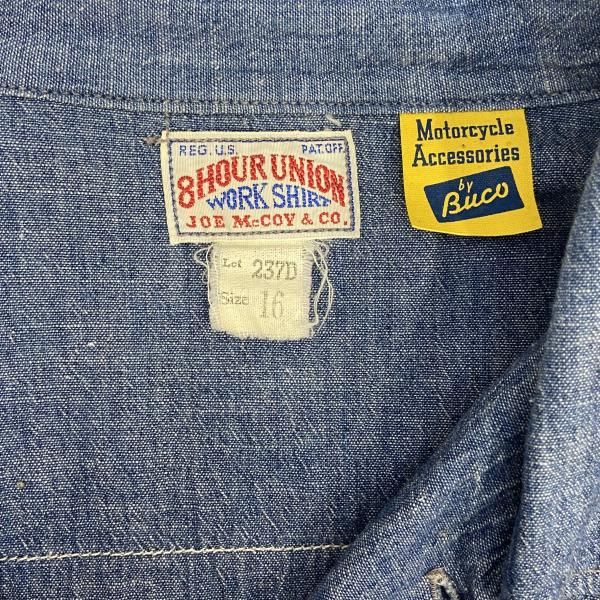 REG. U.S. PAT. OFF.
8 HOUR UNION
WORK SHIRT
JOE McCOY & CO.
Lot 237D
Size 16
Motorcycle
Accessories
by
Buco